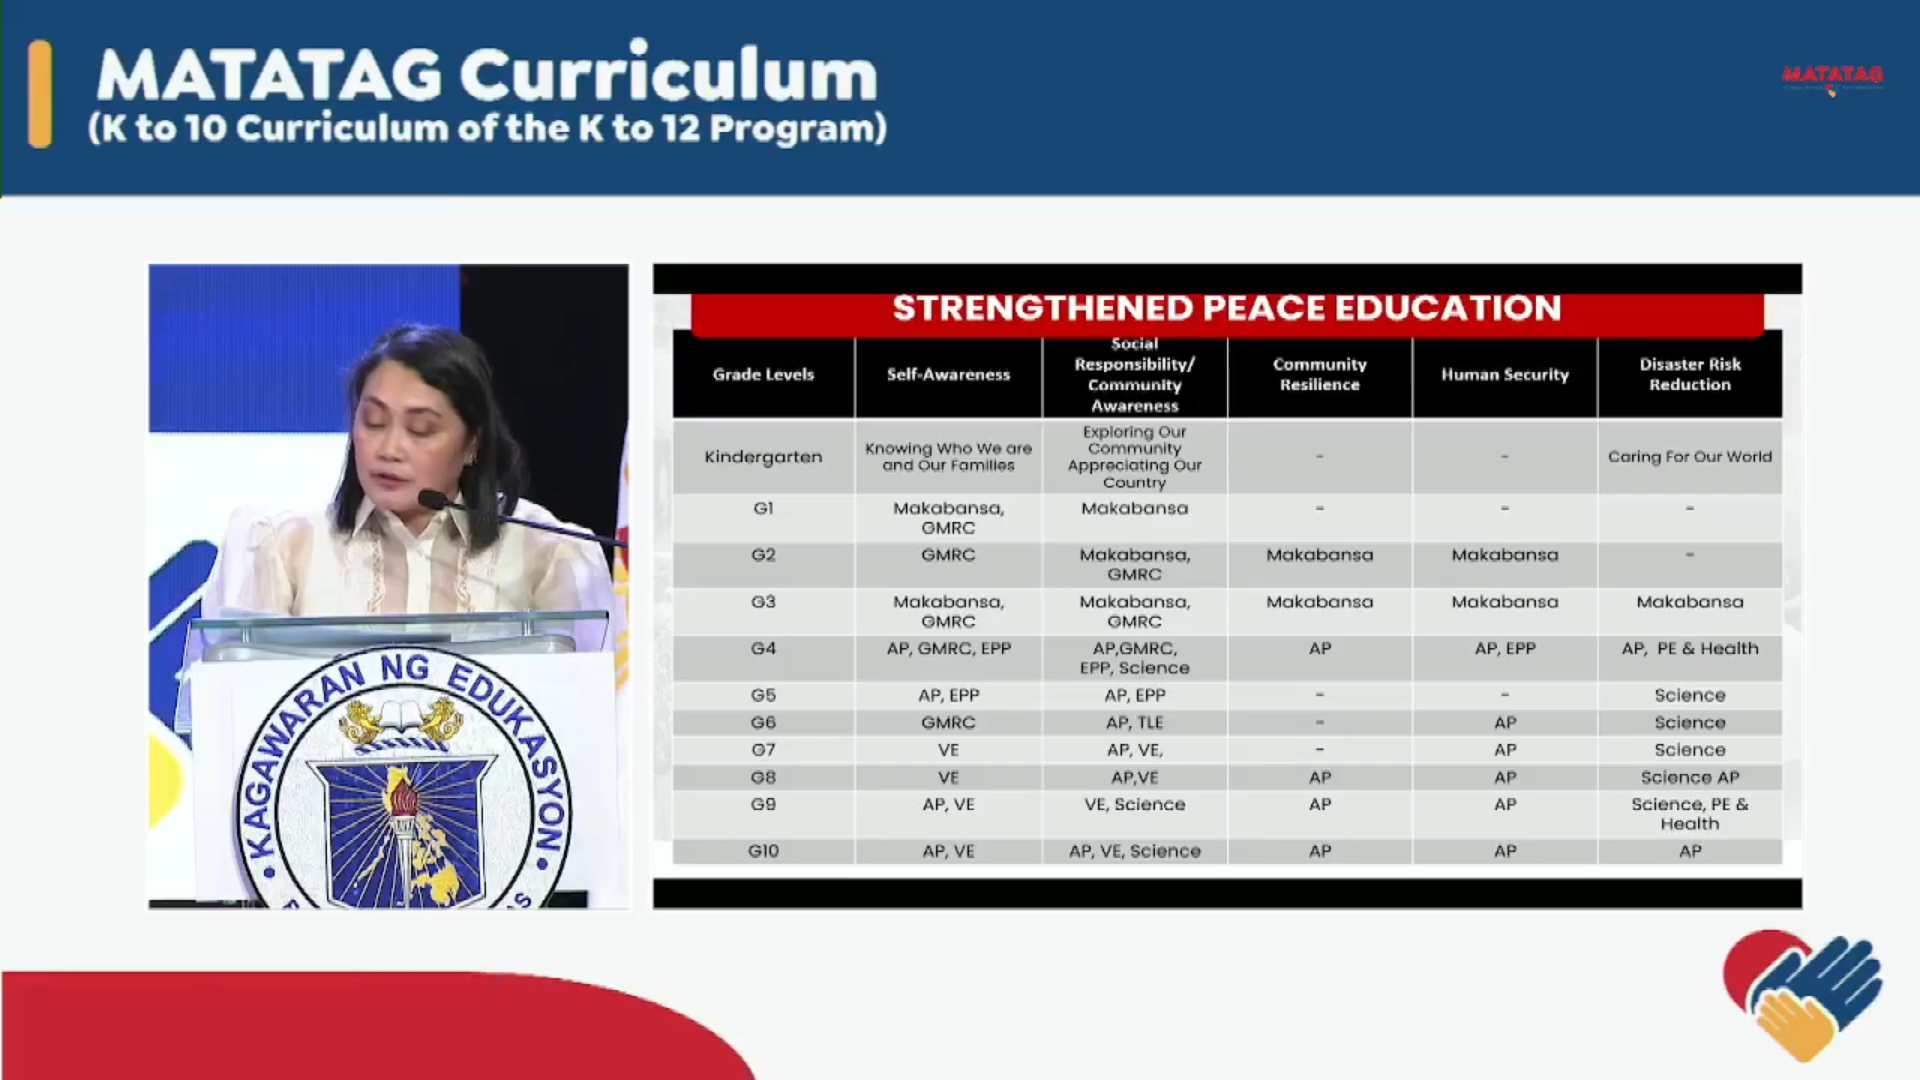 MATATAG Curriculum
(K to 10 Curriculum of the K to 12 Program)
MATATAG
KAGAWARAN NG EDUKASYON
STRENGTHENED PEACE EDUCATION
Grade Levels
Self-Awareness
Social
Responsibility/
Community
Awareness
Community
Resilience
Human Security
Disaster Risk
Reduction
Kindergarten
Knowing Who We are
and Our Families
Exploring Our
Community
Appreciating Our
Country
-
-
Caring For Our World
G1
Makabansa,
GMRC
Makabansa
-
-
-
G2
GMRC
Makabansa,
GMRC
Makabansa
Makabansa
-
G3
Makabansa,
GMRC
Makabansa,
GMRC
Makabansa
Makabansa
Makabansa
G4
AP, GMRC, EPP
AP,GMRC,
EPP, Science
AP
AP, EPP
AP, PE & Health
G5
AP, EPP
AP, EPP
-
-
Science
G6
GMRC
AP, TLE
-
AP
Science
G7
VE
AP, VE,
-
AP
Science
G8
VE
AP,VE
AP
AP
Science AP
G9
AP, VE
VE, Science
AP
AP
Science, PE &
Health
G10
AP, VE
AP, VE, Science
AP
AP
AP